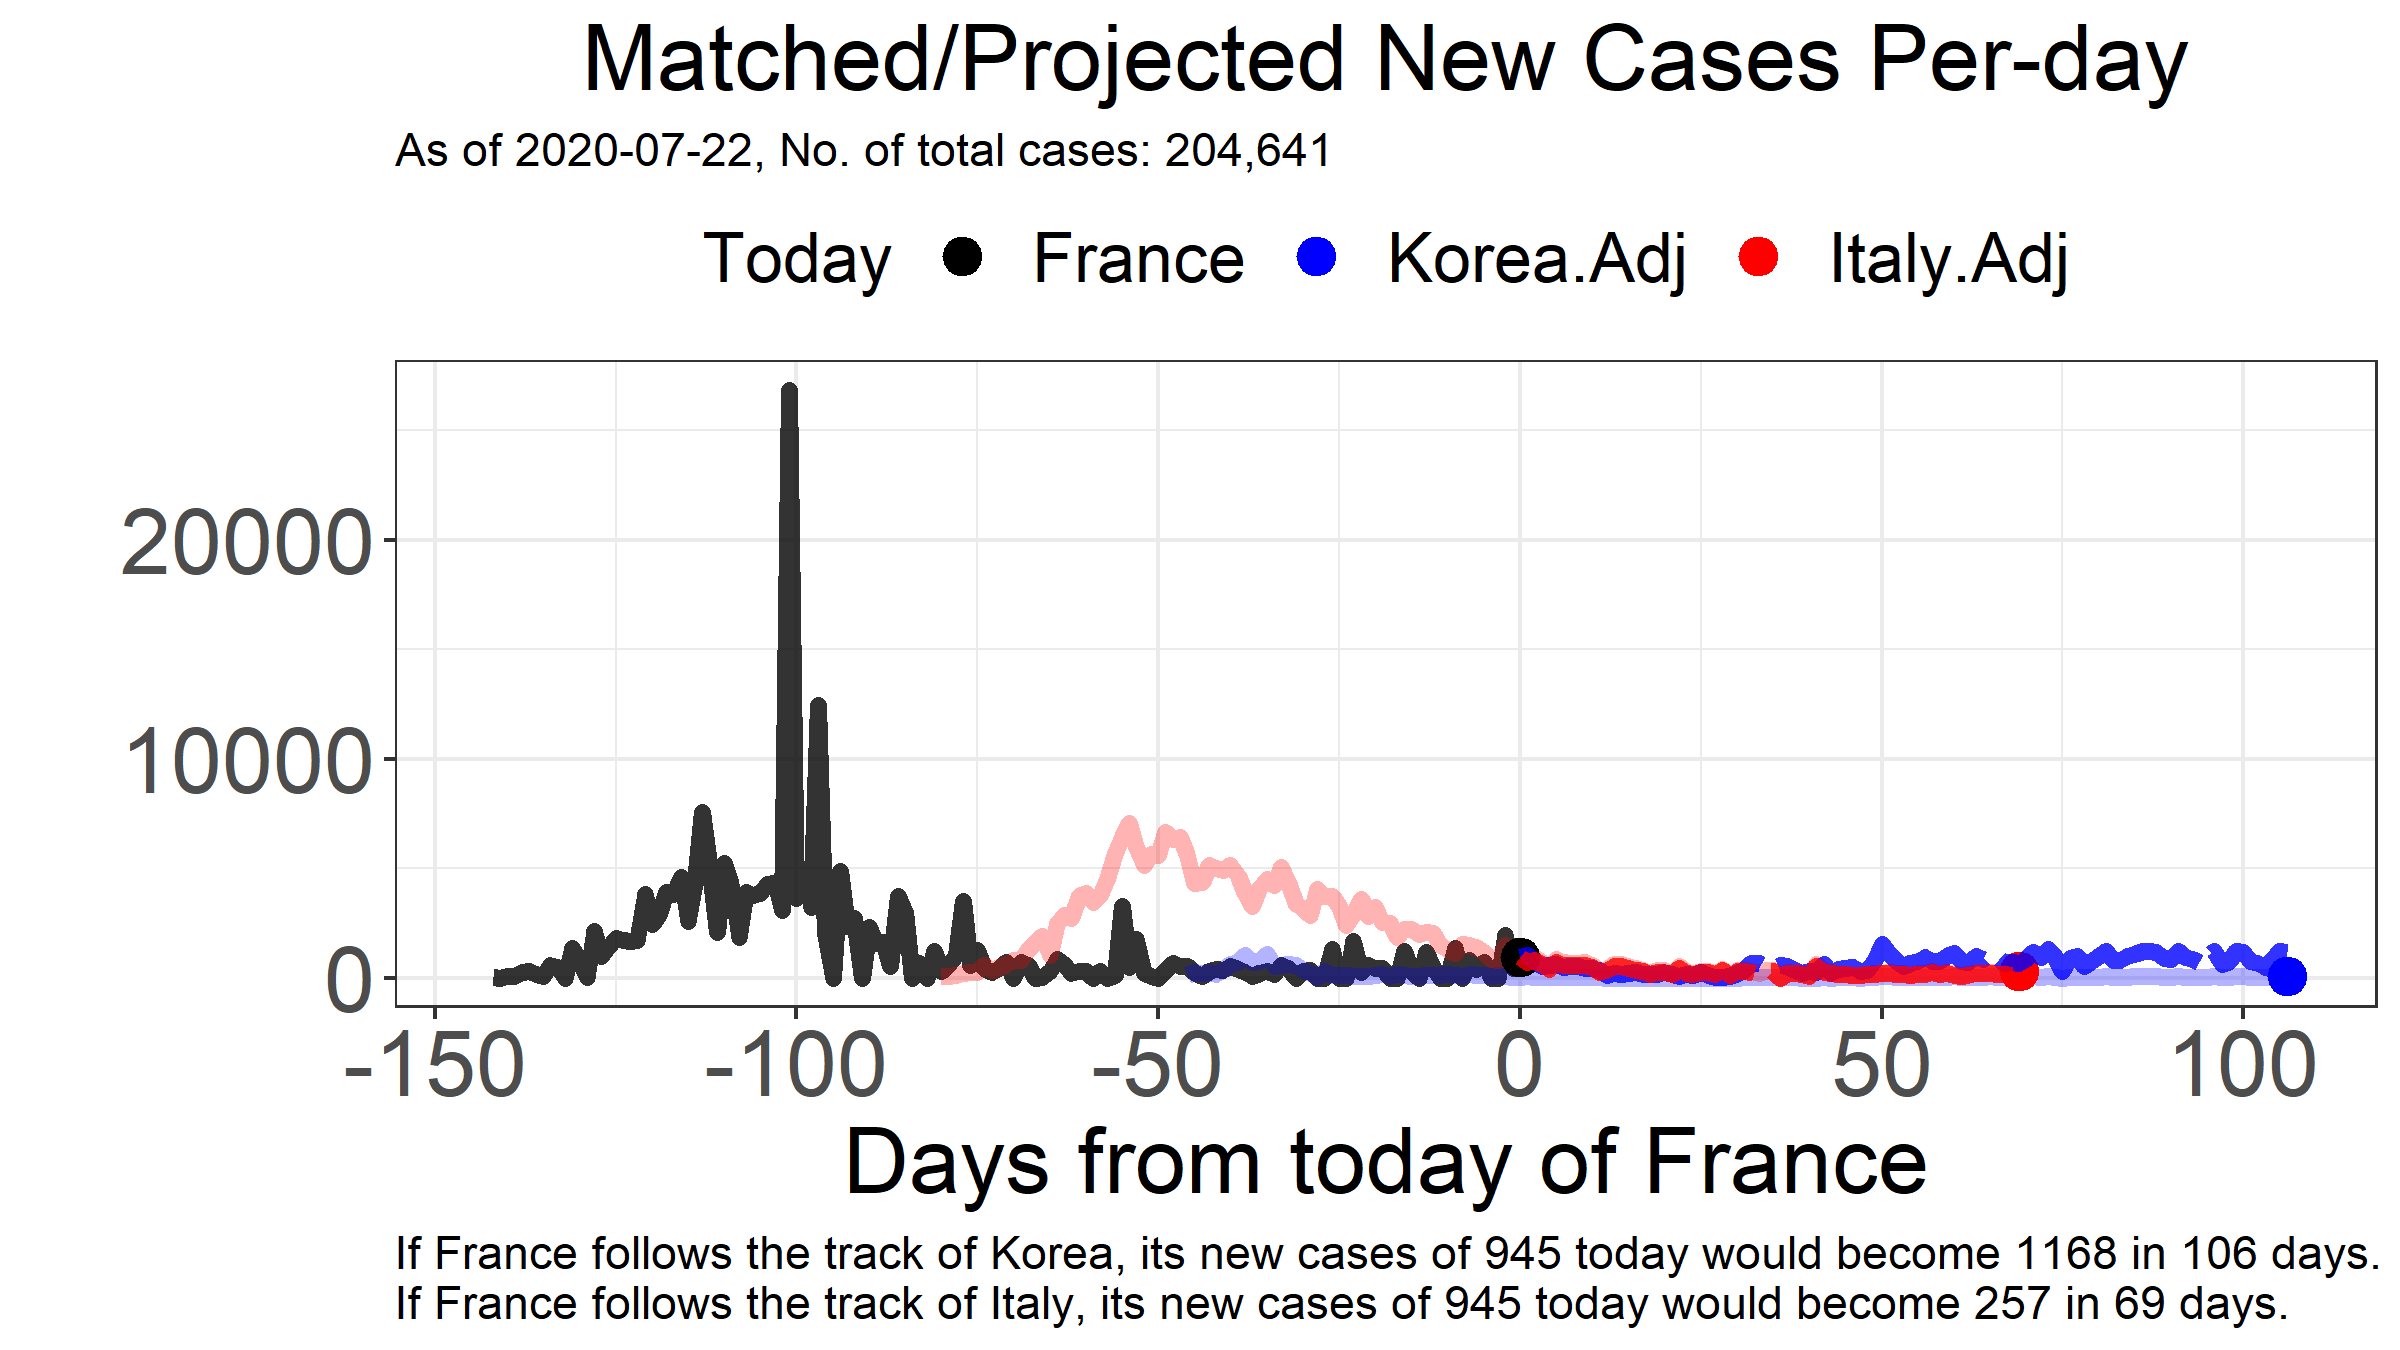 Matched/Projected New Cases Per-day
As of 2020-07-22, No. of total cases: 204,641
Today France Korea.Adj Italy.Adj
20000
10000
0
-150 -100 -50 0 50 100
Days from today of France
If France follows the track of Korea, its new cases of 945 today would become 1168 in 106 days.
If France follows the track of Italy, its new cases of 945 today would become 257 in 69 days.